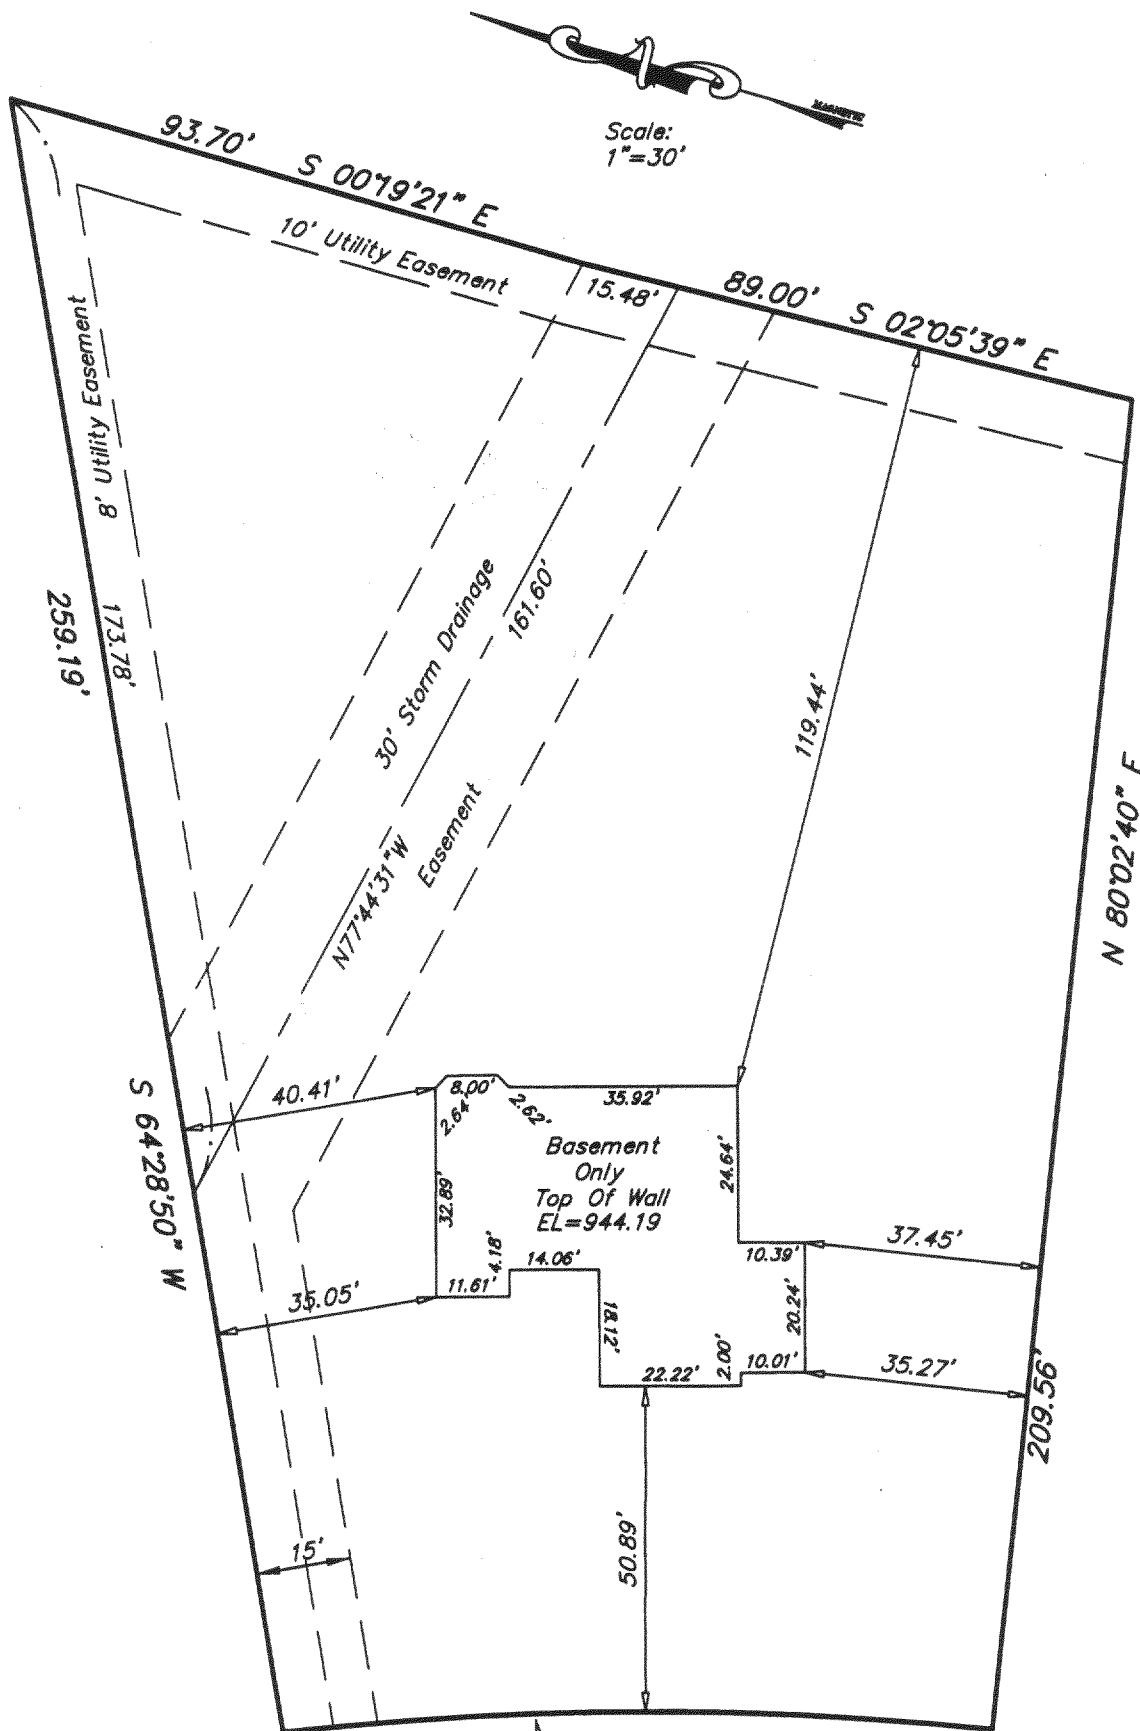 Scale:
1"=30'
93.70'
S 00°19'21" E
10' Utility Easement
15.48'
89.00'
S 02°05'39" E
8' Utility Easement
173.78'
259.19'
S 64°28'50" W
30' Storm Drainage
161.60'
N77°44'31"W
Easement
119.44'
N 80°02'40"
209.56'
40.41'
8.00'
2.64'
2.62'
35.92'
Basement
Only
Top Of Wall
EL=944.19
24.64'
32.89'
4.18'
14.06'
11.61'
35.05'
18.12'
22.22'
2.00'
10.01'
10.39'
20.24'
37.45'
35.27'
50.89'
15'